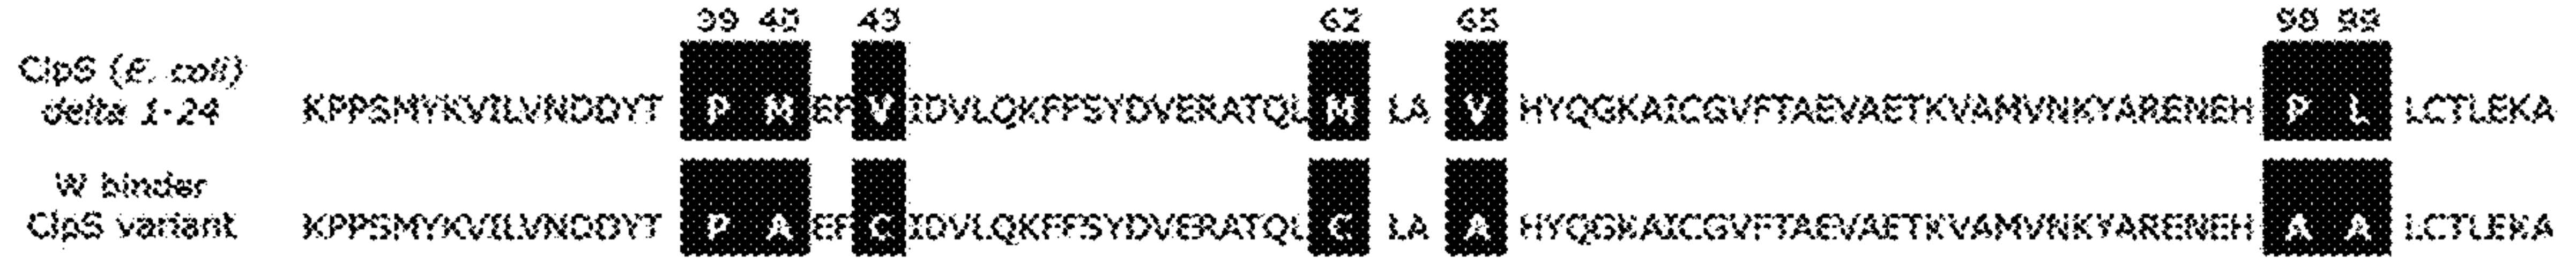 39 40 43 62 65 98 99
ClpS (E. coli)
delta 1-24
KPPSMYKVILVNDDYT P M EF V IDVLQKFFSYDVERATQL M LA V HYQGKAICGVFTAEVAETKVAMVNKYARENEH P L LCTLEKA
W binder
ClpS variant
KPPSMYKVILVNDDYT P A EF C IDVLQKFFSYDVERATQL C LA A HYQGKAICGVFTAEVAETKVAMVNKYARENEH A A LCTLEKA